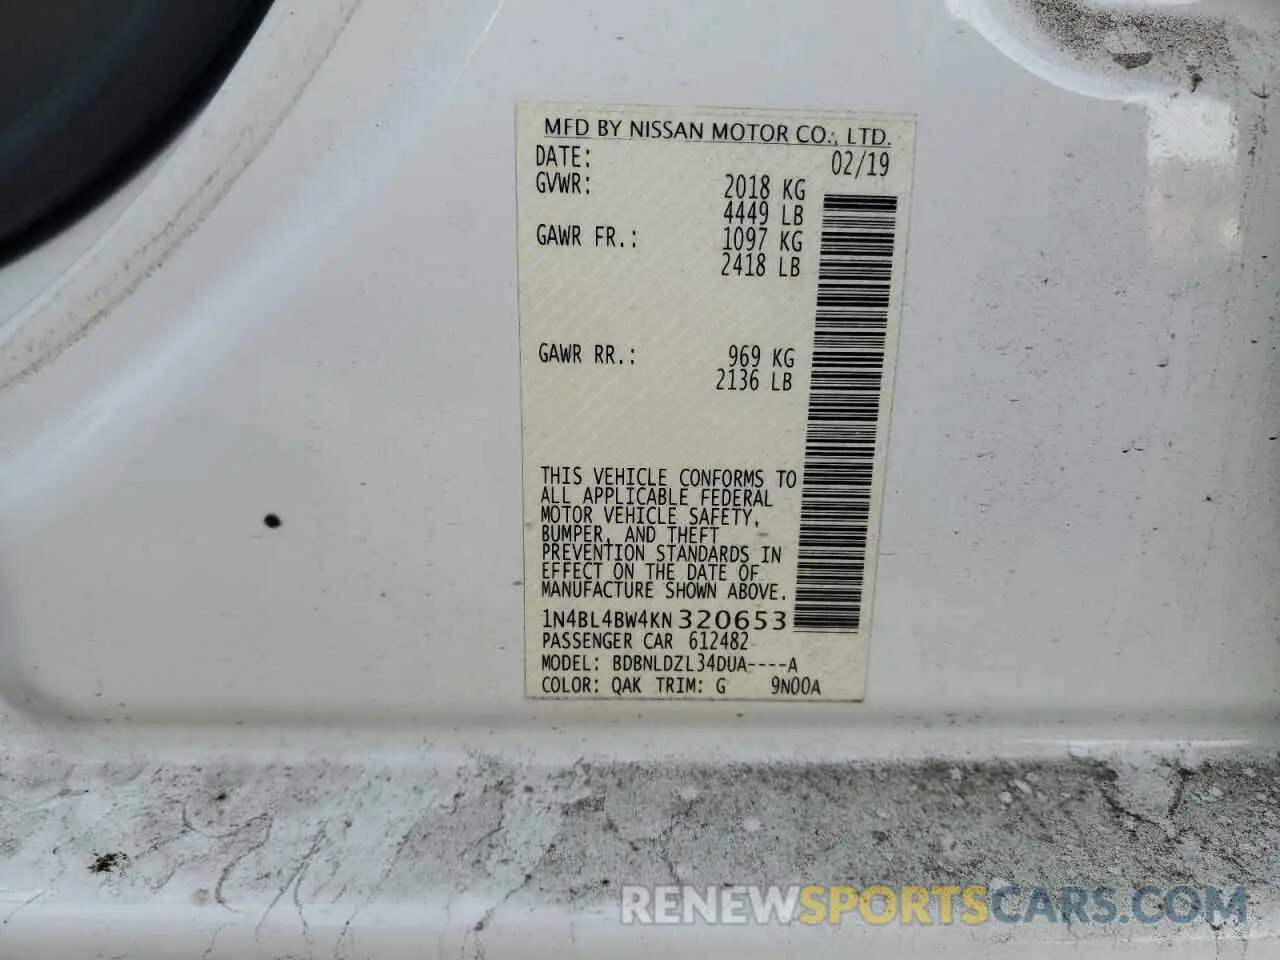 MFD BY NISSAN MOTOR CO., LTD.
DATE: 02/19
GVWR: 2018 KG
4449 LB
GAWR FR.: 1097 KG
2418 LB
GAWR RR.: 969 KG
2136 LB
THIS VEHICLE CONFORMS TO
ALL APPLICABLE FEDERAL
MOTOR VEHICLE SAFETY,
BUMPER, AND THEFT
PREVENTION STANDARDS IN
EFFECT ON THE DATE OF
MANUFACTURE SHOWN ABOVE.
1N4BL4BW4KN320653
PASSENGER CAR 612482
MODEL: BDBNLDZL34DUA----A
COLOR: QAK TRIM: G 9N00A
RENEWSPORTSCARS.COM